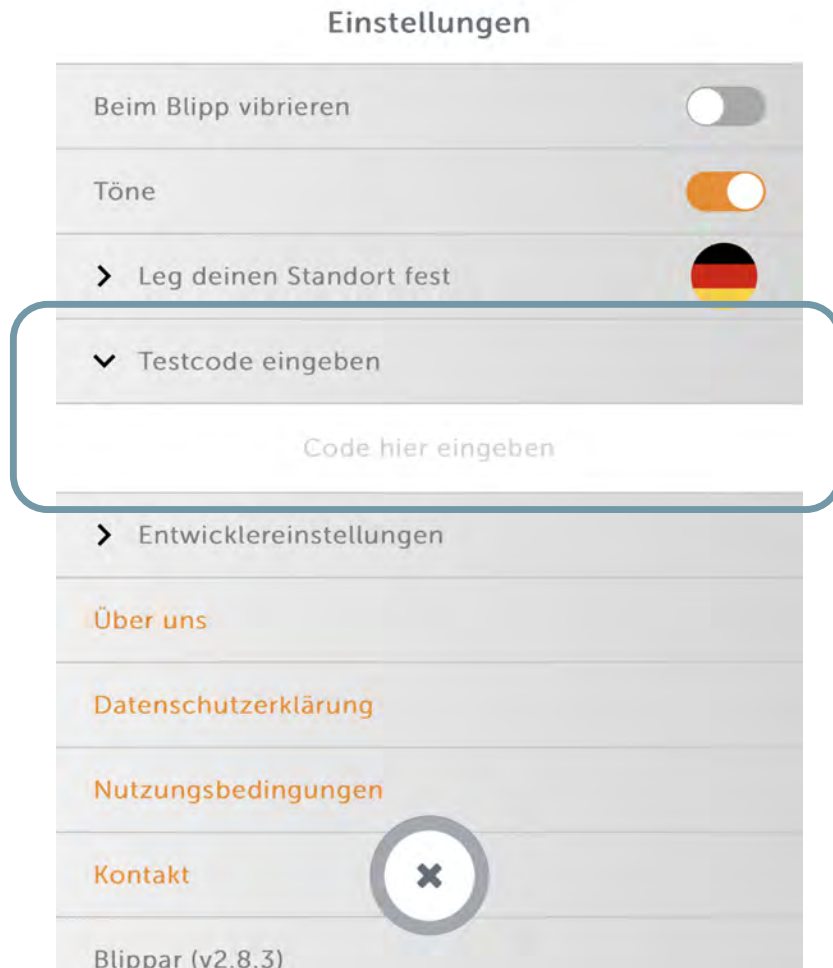 Einstellungen
Beim Blipp vibrieren
Töne
Leg deinen Standort fest
Testcode eingeben
Code hier eingeben
Entwicklereinstellungen
Über uns
Datenschutzerklärung
Nutzungsbedingungen
Kontakt
Blippar (v2.8.3)